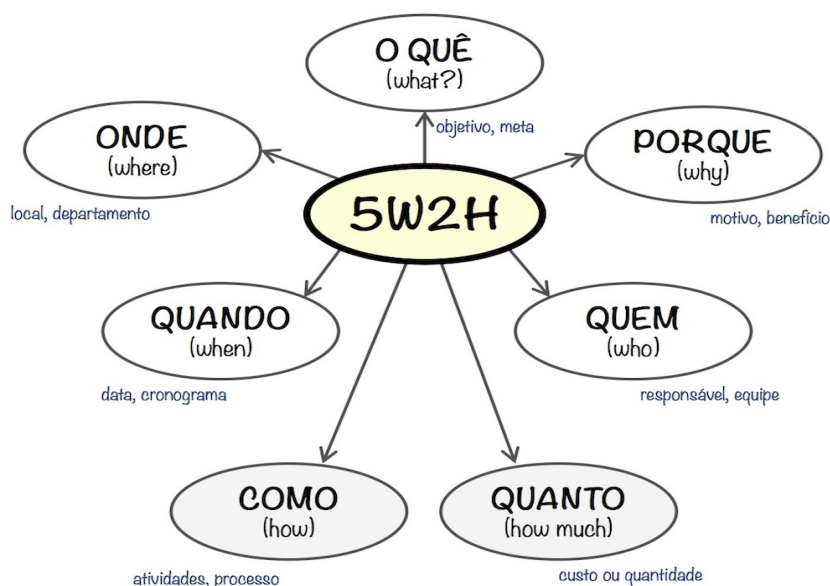 O QUÊ
(what?)
objetivo, meta
ONDE
(where)
local, departamento
PORQUE
(why)
motivo, benefício
5W2H
QUANDO
(when)
data, cronograma
QUEM
(who)
responsável, equipe
COMO
(how)
atividades, processo
QUANTO
(how much)
custo ou quantidade